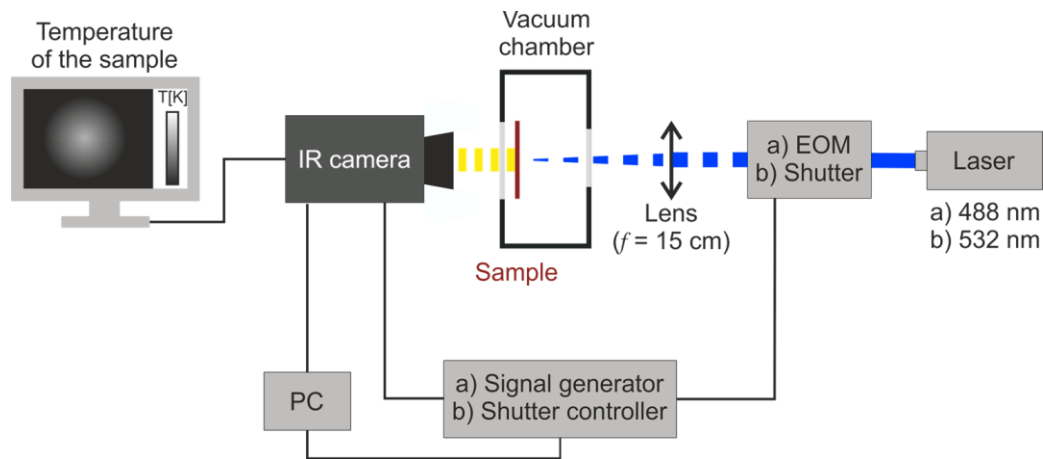 Temperature
of the sample
T[K]
IR camera
Vacuum
chamber
Sample
Lens
(f = 15 cm)
a) EOM
b) Shutter
Laser
a) 488 nm
b) 532 nm
PC
a) Signal generator
b) Shutter controller